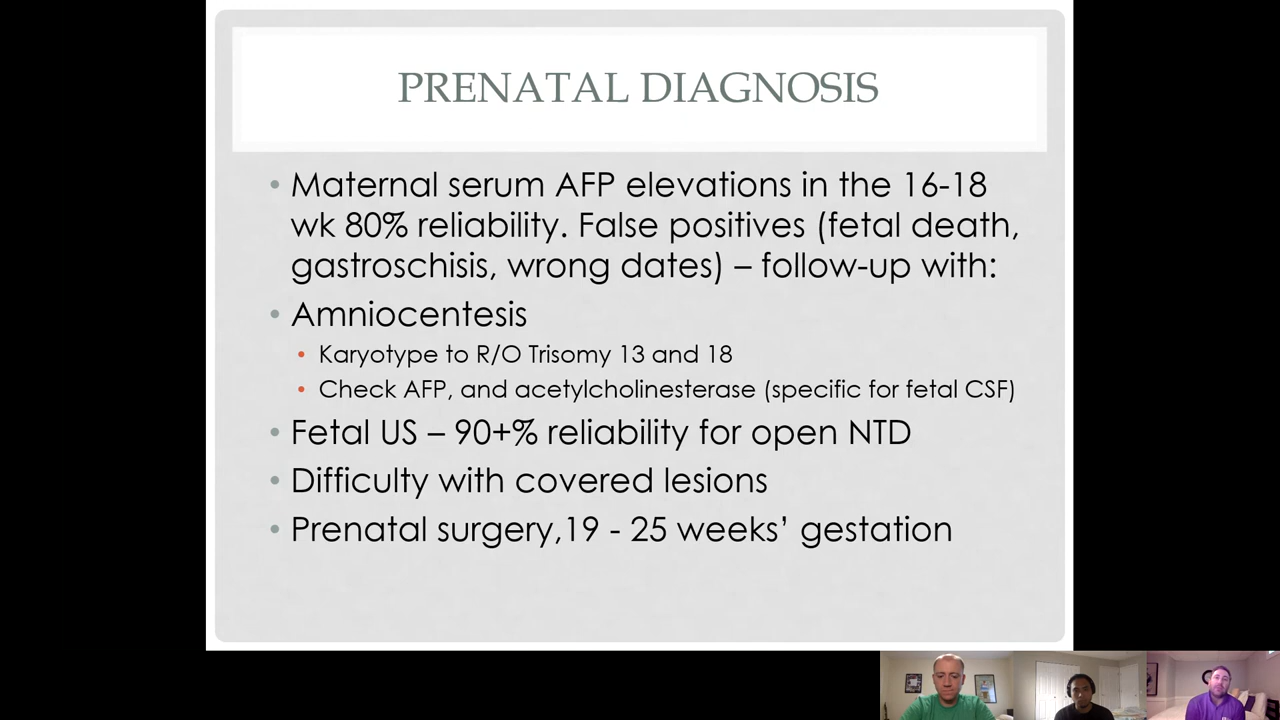 PRENATAL DIAGNOSIS
• Maternal serum AFP elevations in the 16-18
wk 80% reliability. False positives (fetal death,
gastroschisis, wrong dates) – follow-up with:
• Amniocentesis
• Karyotype to R/O Trisomy 13 and 18
• Check AFP, and acetylcholinesterase (specific for fetal CSF)
• Fetal US – 90+% reliability for open NTD
• Difficulty with covered lesions
• Prenatal surgery,19 - 25 weeks’ gestation